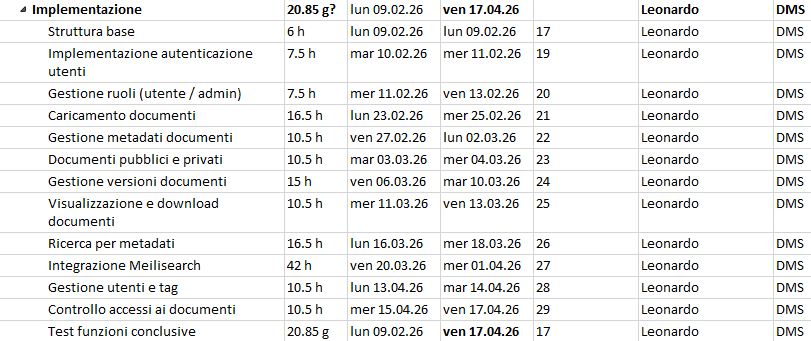 Implementazione 20.85 g? lun 09.02.26 ven 17.04.26 Leonardo DMS
Struttura base 6 h lun 09.02.26 lun 09.02.26 17 Leonardo DMS
Implementazione autenticazione utenti 7.5 h mar 10.02.26 mer 11.02.26 19 Leonardo DMS
Gestione ruoli (utente / admin) 7.5 h mer 11.02.26 ven 13.02.26 20 Leonardo DMS
Caricamento documenti 16.5 h lun 23.02.26 mer 25.02.26 21 Leonardo DMS
Gestione metadati documenti 10.5 h ven 27.02.26 lun 02.03.26 22 Leonardo DMS
Documenti pubblici e privati 10.5 h mar 03.03.26 mer 04.03.26 23 Leonardo DMS
Gestione versioni documenti 15 h ven 06.03.26 mar 10.03.26 24 Leonardo DMS
Visualizzazione e download documenti 10.5 h mer 11.03.26 ven 13.03.26 25 Leonardo DMS
Ricerca per metadati 16.5 h lun 16.03.26 mer 18.03.26 26 Leonardo DMS
Integrazione Meilisearch 42 h ven 20.03.26 mer 01.04.26 27 Leonardo DMS
Gestione utenti e tag 10.5 h lun 13.04.26 mar 14.04.26 28 Leonardo DMS
Controllo accessi ai documenti 10.5 h mer 15.04.26 ven 17.04.26 29 Leonardo DMS
Test funzioni conclusive 20.85 g lun 09.02.26 ven 17.04.26 17 Leonardo DMS